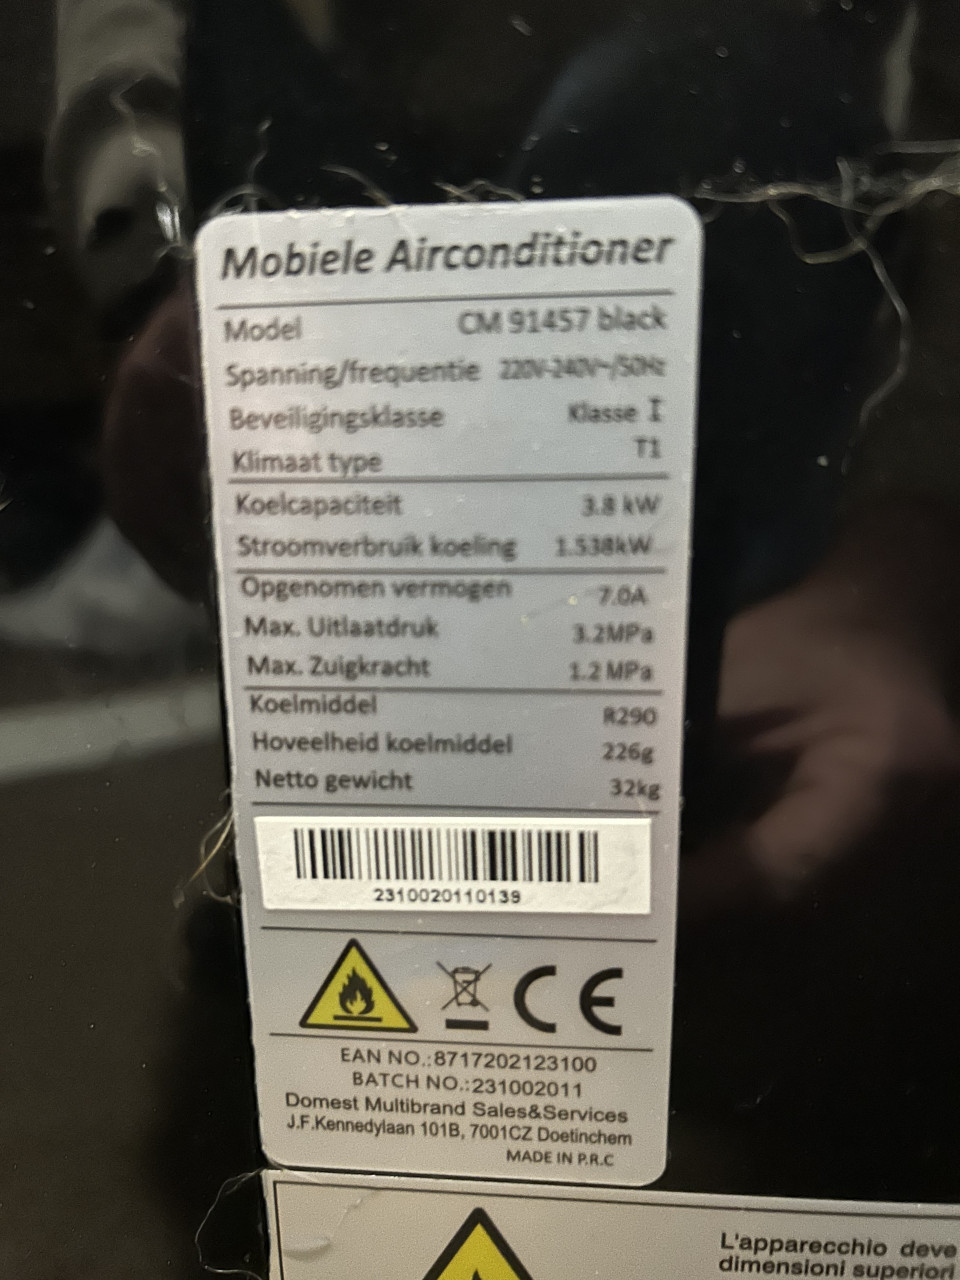 Mobiele Airconditioner
Model CM 91457 black
Spanning/frequentie 220V-240V~/50Hz
Beveiligingsklasse Klasse I
Klimaat type T1
Koelcapaciteit 3.8 kW
Stroomverbruik koeling 1.538kW
Opgenomen vermogen 7.0A
Max. Uitlaatdruk 3.2MPa
Max. Zuigkracht 1.2 MPa
Koelmiddel R290
Hoveelheid koelmiddel 226g
Netto gewicht 32kg
2310020110139
CE
EAN NO.:8717202123100
BATCH NO.:231002011
Domest Multibrand Sales&Services
J.F.Kennedylaan 101B, 7001CZ Doetinchem
MADE IN P.R.C
L'apparecchio deve
dimensioni superiori